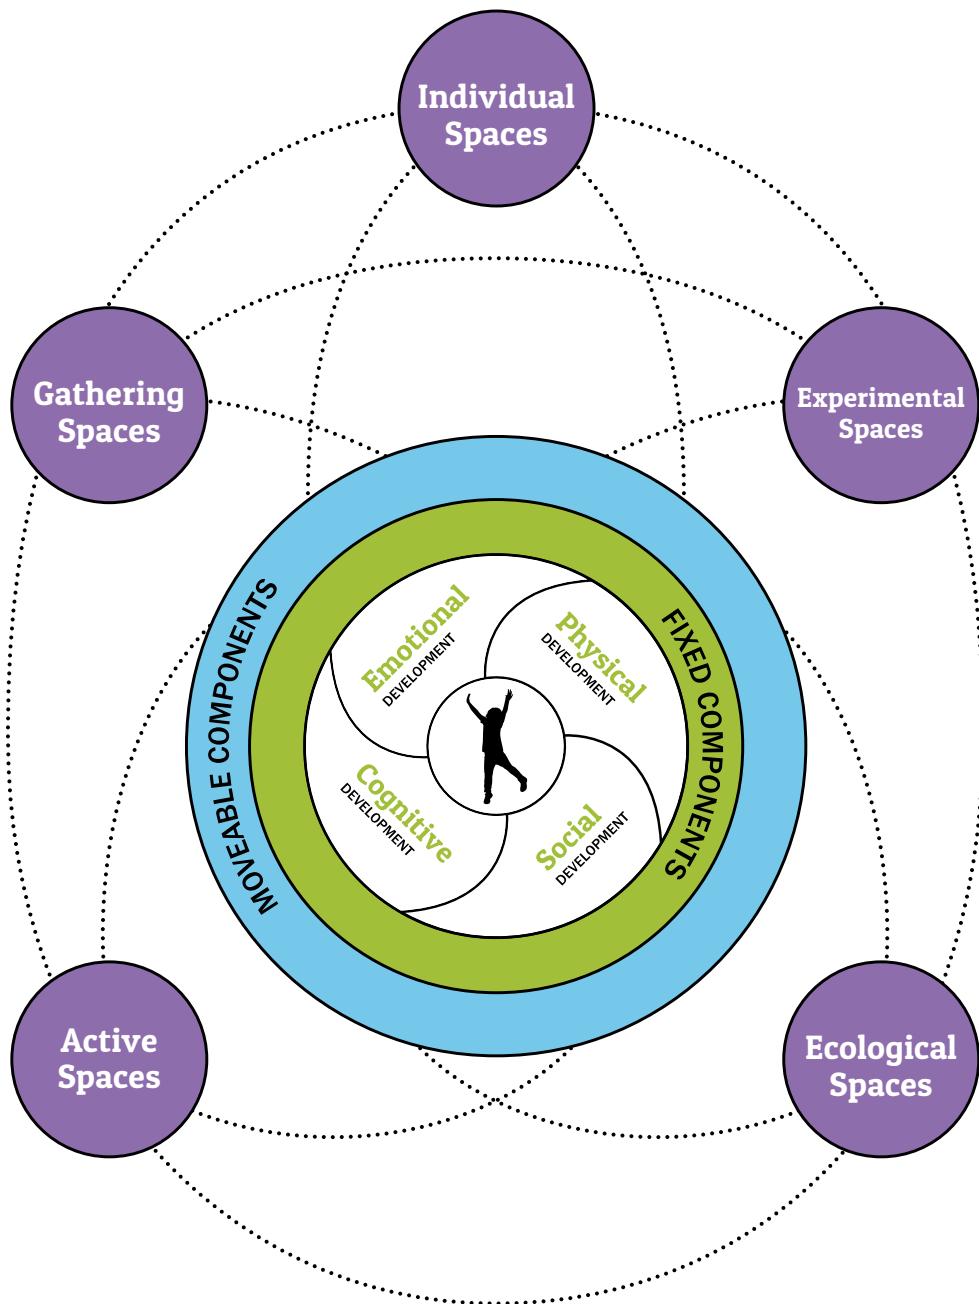 Individual
Spaces
Gathering
Spaces
Experimental
Spaces
MOVEABLE COMPONENTS
FIXED COMPONENTS
Emotional
DEVELOPMENT
Physical
DEVELOPMENT
Cognitive
DEVELOPMENT
Social
DEVELOPMENT
Active
Spaces
Ecological
Spaces